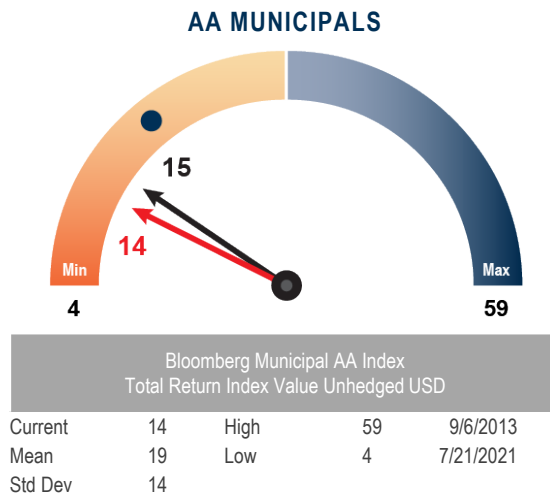 AA MUNICIPALS
15
14
Min
Max
4
59
Bloomberg Municipal AA Index
Total Return Index Value Unhedged USD
Current 14 High 59 9/6/2013
Mean 19 Low 4 7/21/2021
Std Dev 14